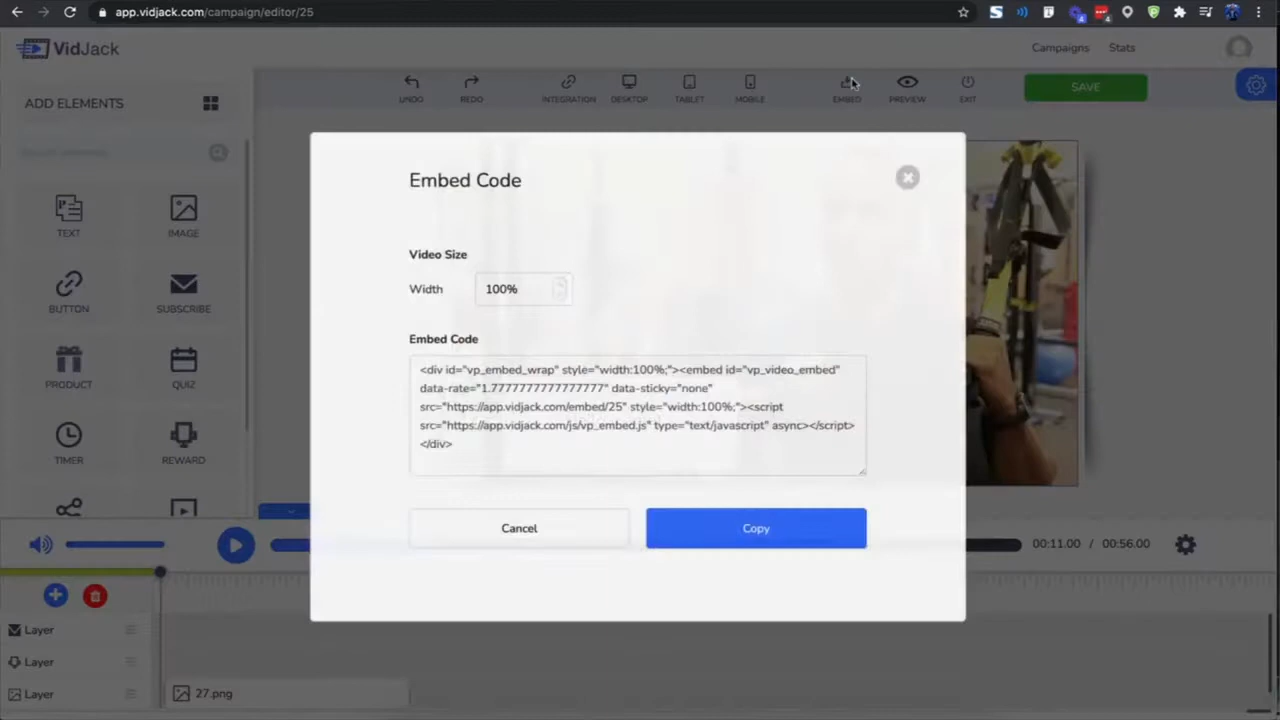 app.vidjack.com/campaign/editor/25
VidJack
Campaigns
Stats
ADD ELEMENTS
UNDO
REDO
INTEGRATION
DESKTOP
TABLET
MOBILE
EMBED
PREVIEW
EXIT
SAVE
TEXT
IMAGE
BUTTON
SUBSCRIBE
PRODUCT
QUIZ
TIMER
REWARD
Embed Code
Video Size
Width
100%
Embed Code
<div id="vp_embed_wrap" style="width:100%;"><embed id="vp_video_embed"
data-rate="1.7777777777777777" data-sticky="none"
src="https://app.vidjack.com/embed/25" style="width:100%;"><script
src="https://app.vidjack.com/js/vp_embed.js" type="text/javascript" async></script>
</div>
Cancel
Copy
00:11.00 / 00:56.00
Layer
Layer
Layer
27.png